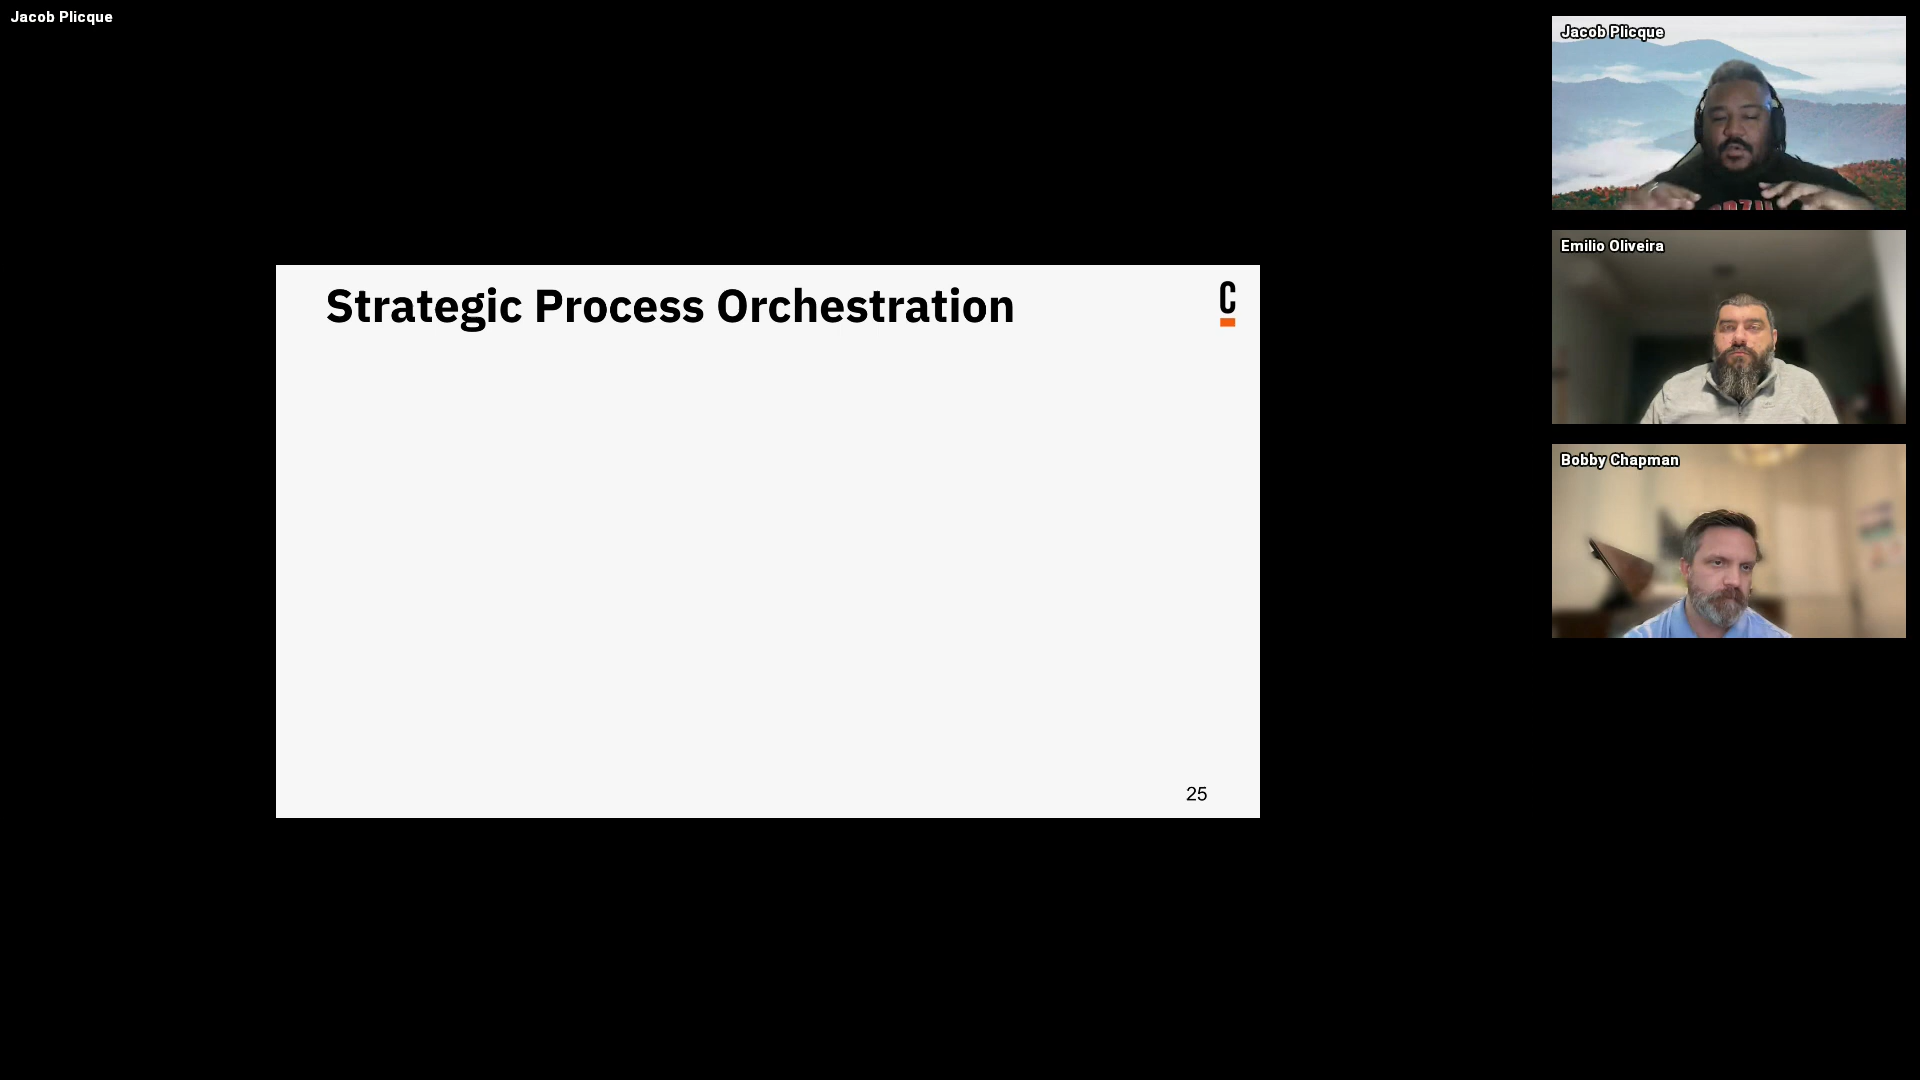 Jacob Plicque
Strategic Process Orchestration
C
25
Jacob Plicque
Emilio Oliveira
Bobby Chapman